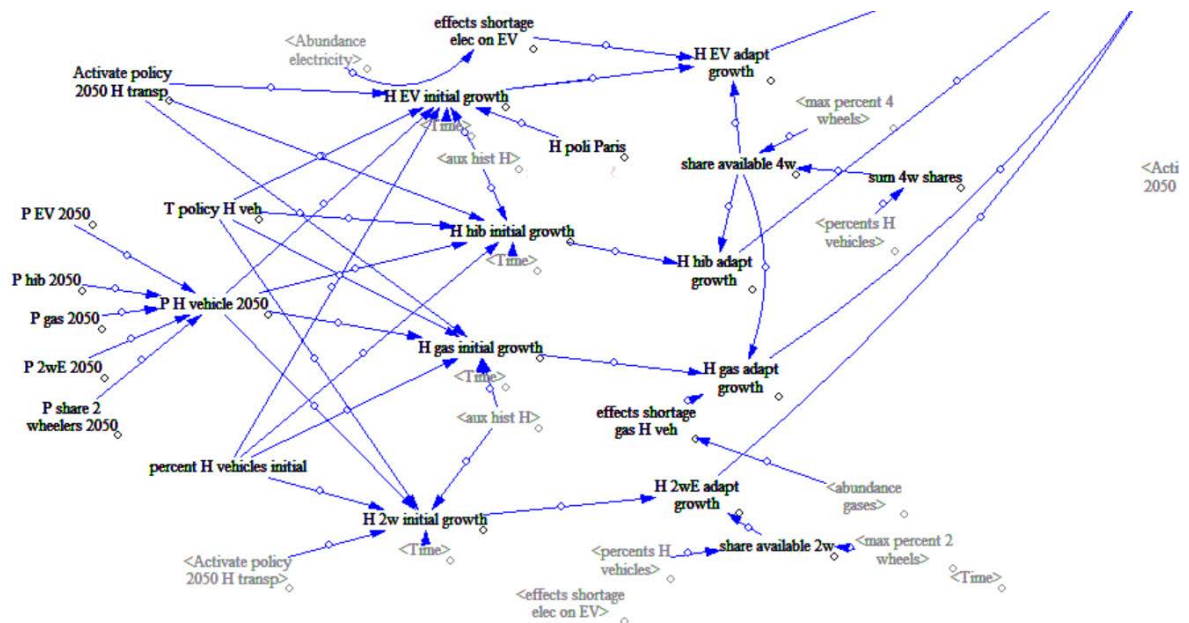 effects shortage
elec on EV
<Abundance
electricity>
H EV adapt
growth
Activate policy
2050 H transp
H EV initial growth
<Time>
<max percent 4
wheels>
H poli Paris
<aux hist H>
share available 4w
sum 4w shares
<Acti
2050
P EV 2050
T policy H veh
H hib initial growth
<percents H
vehicles>
<Time>
H hib adapt
growth
P hib 2050
P H vehicle 2050
P gas 2050
H gas initial growth
P 2wE 2050
<Time>
H gas adapt
growth
P share 2
wheelers 2050
<aux hist H>
effects shortage
gas H veh
percent H vehicles initial
H 2wE adapt
growth
<abundance
gases>
H 2w initial growth
<Time>
<Activate policy
2050 H transp>
<percents H
vehicles>
share available 2w
<max percent 2
wheels>
<Time>
<effects shortage
elec on EV>